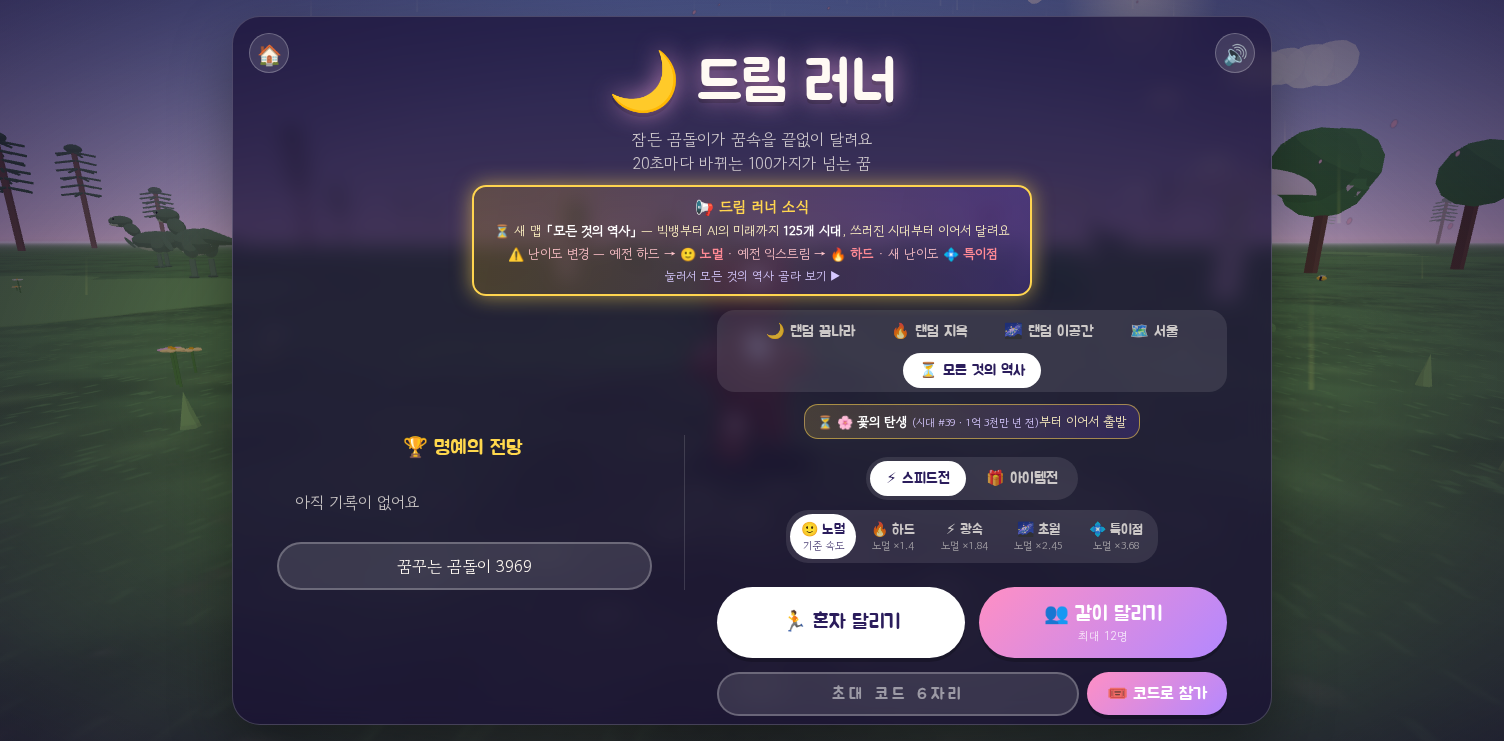 드림 러너
잠든 곰돌이가 꿈속을 끝없이 달려요
20초마다 바뀌는 100가지가 넘는 꿈
드림 러너 소식
새 맵 「모든 것의 역사」 — 빅뱅부터 AI의 미래까지 125개 시대, 쓰러진 시대부터 이어서 달려요
난이도 변경 — 예전 하드 → 노멀 · 예전 익스트림 → 하드 · 새 난이도 특이점
눌러서 모든 것의 역사 골라 보기 ▶
랜덤 꿈나라 랜덤 지옥 랜덤 이공간 서울
모든 것의 역사
꽃의 탄생 (시대 #39 · 1억 3천만 년 전)부터 이어서 출발
스피드전 아이템전
노멀 하드 광속 초월 특이점
기준 속도 노멀 ×1.4 노멀 ×1.84 노멀 ×2.45 노멀 ×3.68
명예의 전당
아직 기록이 없어요
꿈꾸는 곰돌이 3969
혼자 달리기 같이 달리기
최대 12명
초대 코드 6자리 코드로 참가